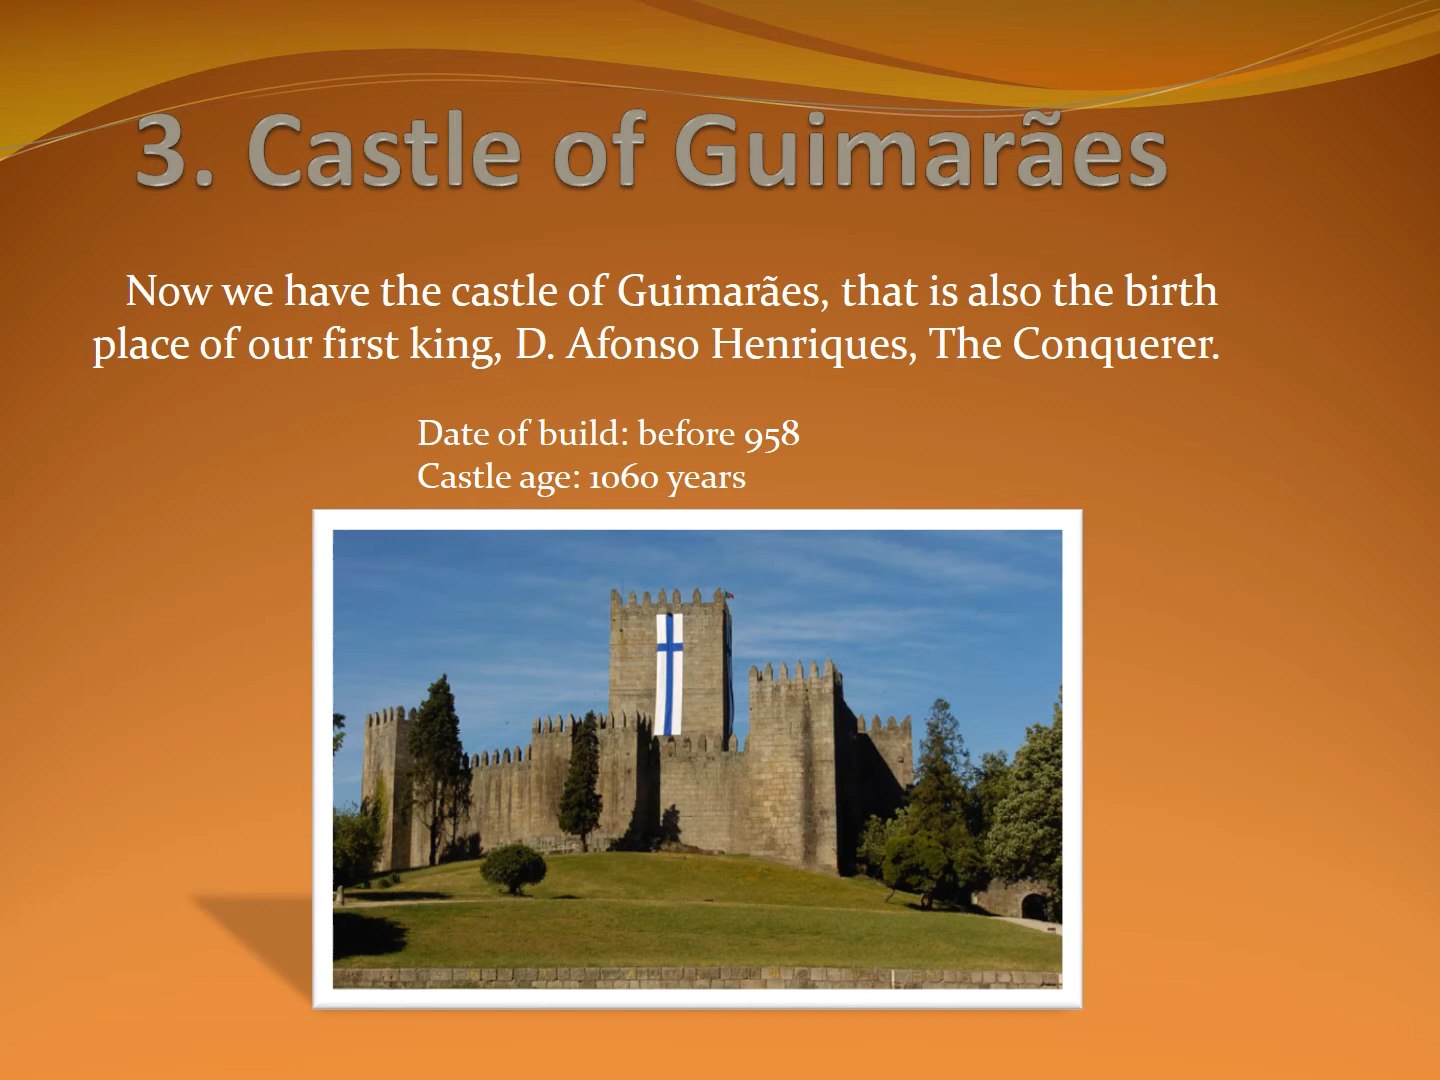 3. Castle of Guimarães
Now we have the castle of Guimarães, that is also the birth
place of our first king, D. Afonso Henriques, The Conquerer.
Date of build: before 958
Castle age: 1060 years